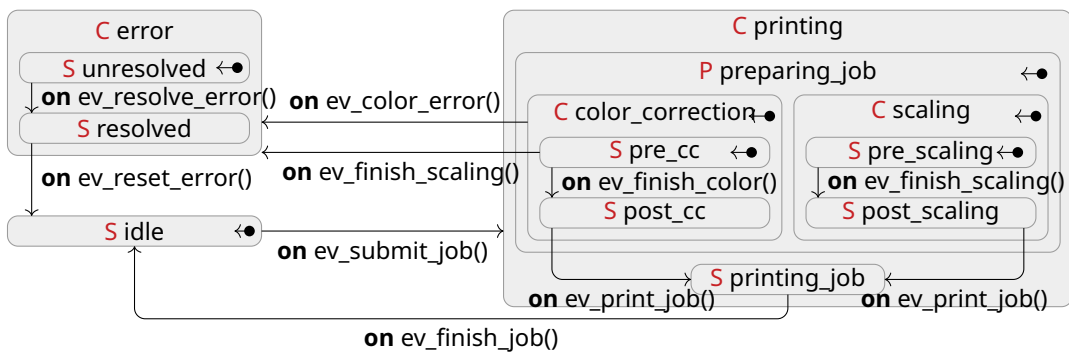 C error
S unresolved
on ev_resolve_error()
S resolved
on ev_reset_error()
S idle
on ev_color_error()
on ev_finish_scaling()
on ev_submit_job()
C printing
P preparing_job
C color_correction
S pre_cc
on ev_finish_color()
S post_cc
C scaling
S pre_scaling
on ev_finish_scaling()
S post_scaling
S printing_job
on ev_print_job()
on ev_print_job()
on ev_finish_job()